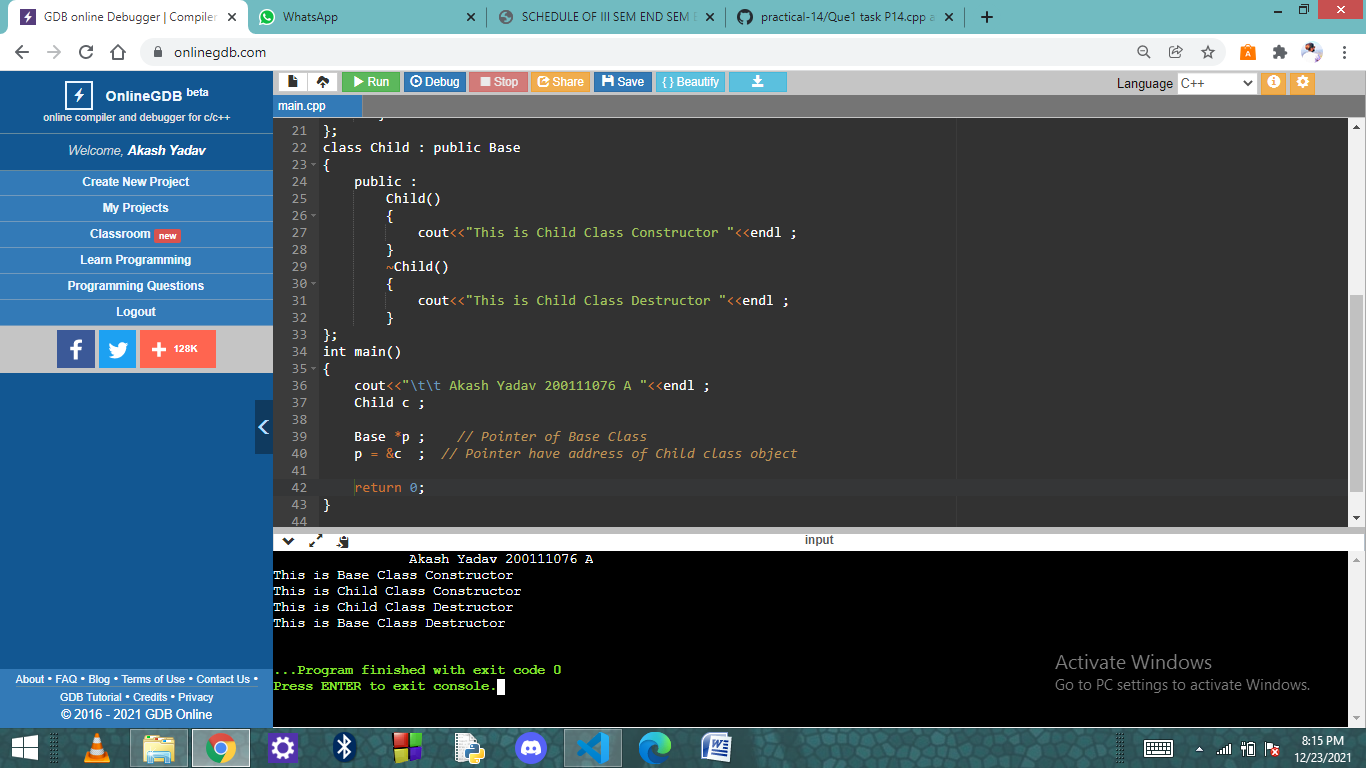 GDB online Debugger | Compiler
WhatsApp
SCHEDULE OF III SEM END SEM
practical-14/Que1 task P14.cpp a
onlinegdb.com
OnlineGDB beta
online compiler and debugger for c/c++
Welcome, Akash Yadav
Create New Project
My Projects
Classroom new
Learn Programming
Programming Questions
Logout
128K
About • FAQ • Blog • Terms of Use • Contact Us •
GDB Tutorial • Credits • Privacy
© 2016 - 2021 GDB Online
Run
Debug
Stop
Share
Save
{ } Beautify
Language C++
main.cpp
21 };
22 class Child : public Base
23 {
24     public :
25         Child()
26         {
27             cout<<"This is Child Class Constructor "<<endl ;
28         }
29         ~Child()
30         {
31             cout<<"This is Child Class Destructor "<<endl ;
32         }
33 };
34 int main()
35 {
36     cout<<"\t\t Akash Yadav 200111076 A "<<endl ;
37     Child c ;
38
39     Base *p ;    // Pointer of Base Class
40     p = &c  ;  // Pointer have address of Child class object
41
42     return 0;
43 }
44
input
Akash Yadav 200111076 A
This is Base Class Constructor
This is Child Class Constructor
This is Child Class Destructor
This is Base Class Destructor
...Program finished with exit code 0
Press ENTER to exit console.
Activate Windows
Go to PC settings to activate Windows.
8:15 PM
12/23/2021